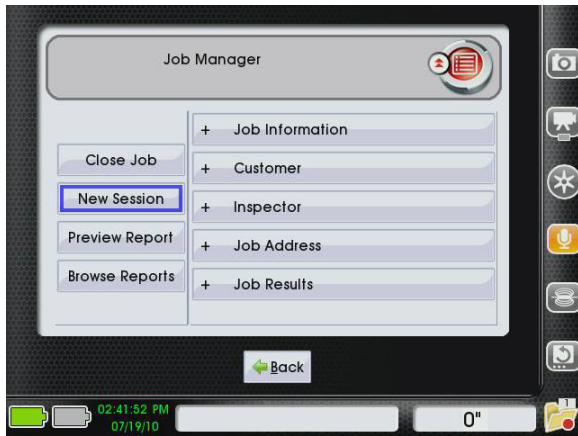 Job Manager
+ Job Information
Close Job
+ Customer
New Session
+ Inspector
Preview Report
+ Job Address
Browse Reports
+ Job Results
Back
02:41:52 PM
07/19/10
0"
1